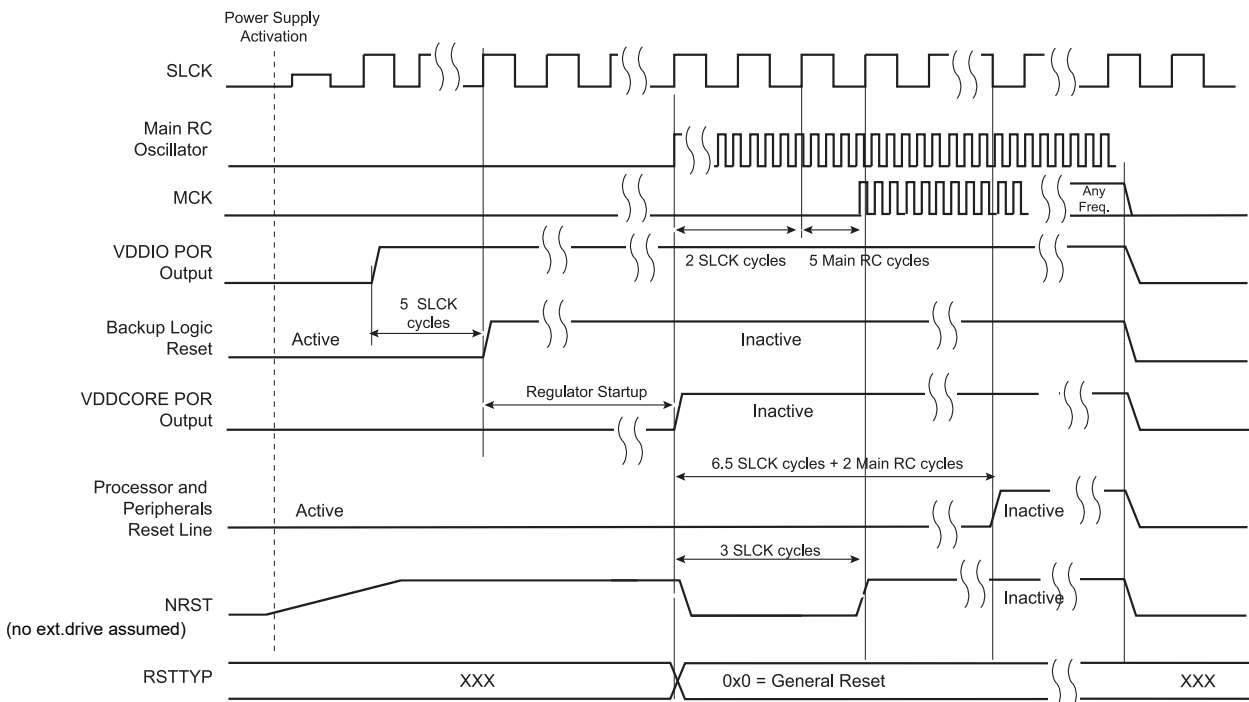 Power Supply
Activation
SLCK
Main RC
Oscillator
MCK
Any
Freq.
2 SLCK cycles
5 Main RC cycles
VDDIO POR
Output
5 SLCK
cycles
Backup Logic
Reset
Active
Inactive
Regulator Startup
VDDCORE POR
Output
Inactive
6.5 SLCK cycles + 2 Main RC cycles
Processor and
Peripherals
Reset Line
Active
Inactive
3 SLCK cycles
NRST
(no ext.drive assumed)
Inactive
RSTTYP
XXX
0x0 = General Reset
XXX